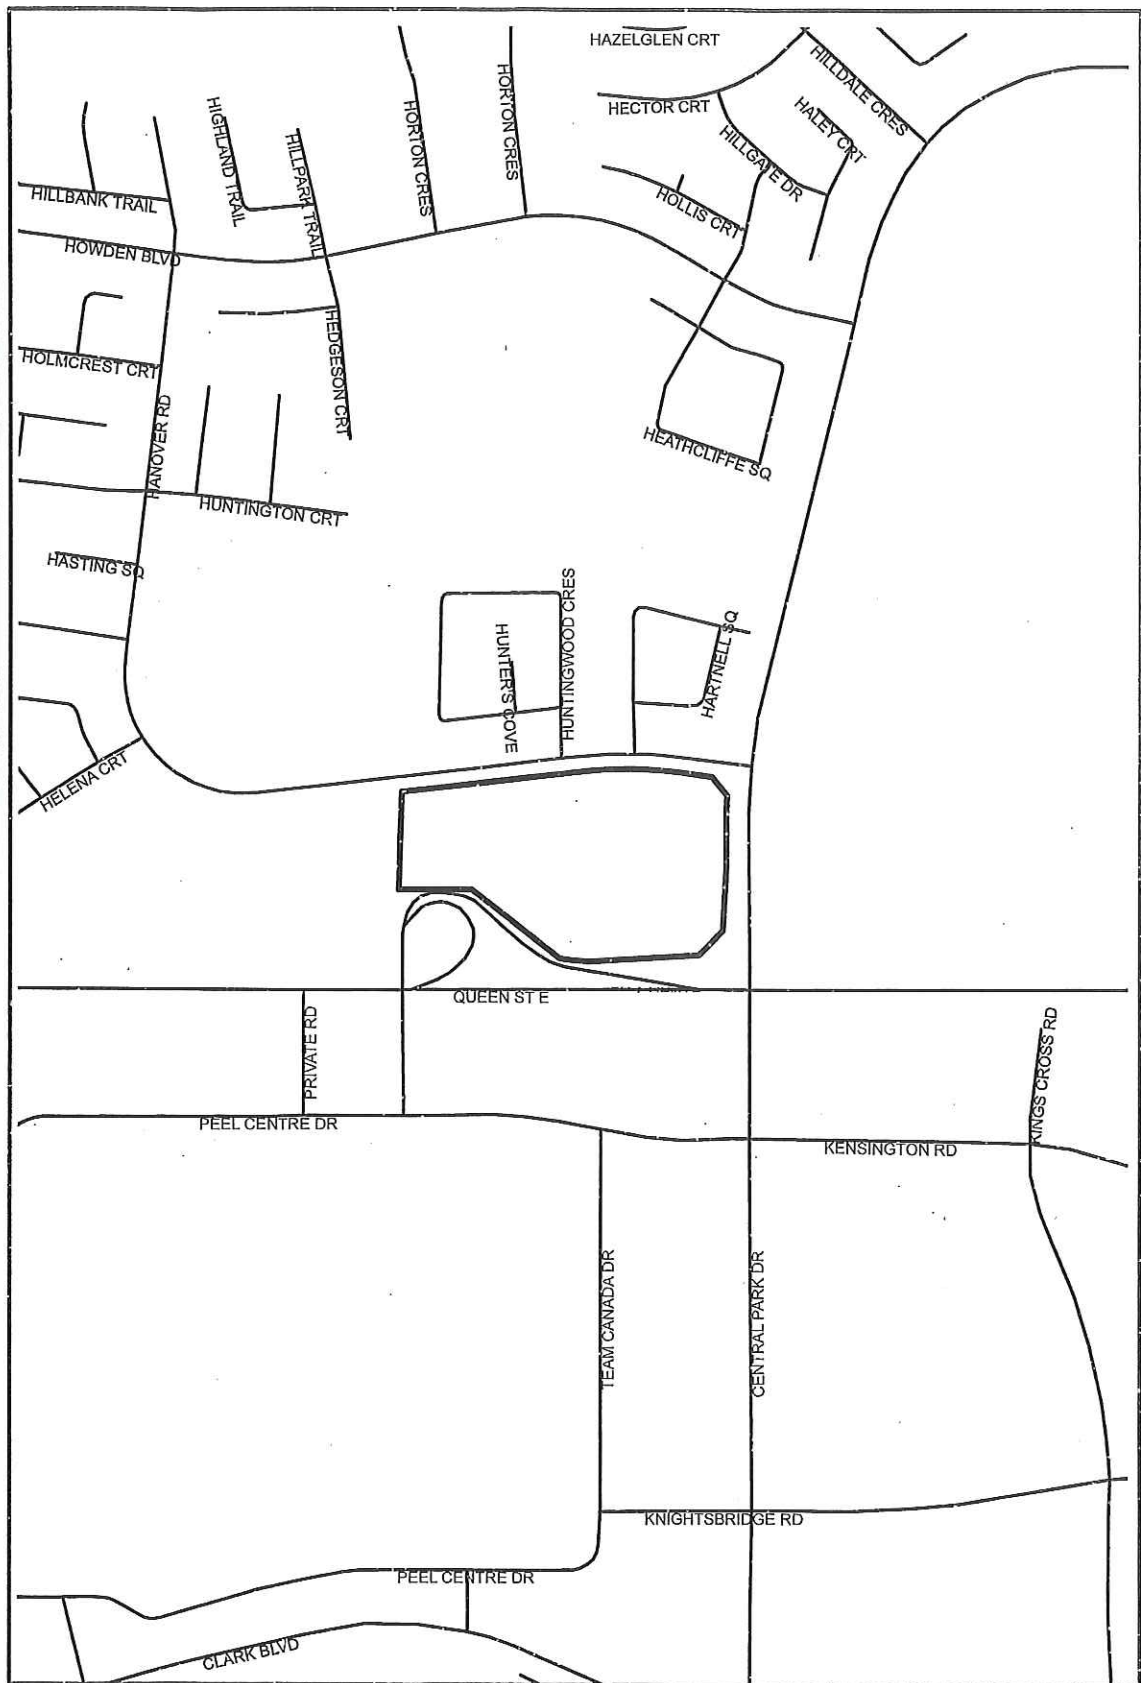 HAZELGLEN CRT
HILLDALE CRES
HORTON CRES
HORTON CRES
HECTOR CRT
HALEY CRT
HIGHLAND TRAIL
HILLPARK TRAIL
HILLGATE DR
HILLBANK TRAIL
HOLLIS CRT
HOWDEN BLVD
HEDGESON CRT
HOLMCREST CRT
HANOVER RD
HEATHCLIFFE SQ
HUNTINGTON CRT
HASTING SQ
HUNTINGWOOD CRES
HUNTER'S COVE
HARTNELL SQ
HELENA CRT
QUEEN ST E
PRIVATE RD
KINGS CROSS RD
PEEL CENTRE DR
KENSINGTON RD
TEAM CANADA DR
CENTRAL PARK DR
KNIGHTSBRIDGE RD
PEEL CENTRE DR
CLARK BLVD